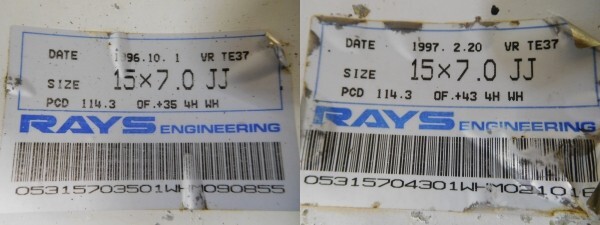 DATE 1996.10. 1 VR TE37
SIZE 15×7.0 JJ
PCD 114.3 OF.+35 4H WH
RAYS ENGINEERING
05315703501WHM090855
DATE 1997. 2.20 VR TE37
SIZE 15×7.0 JJ
PCD 114.3 OF.+43 4H WH
RAYS ENGINEERING
05315704301WHM02101